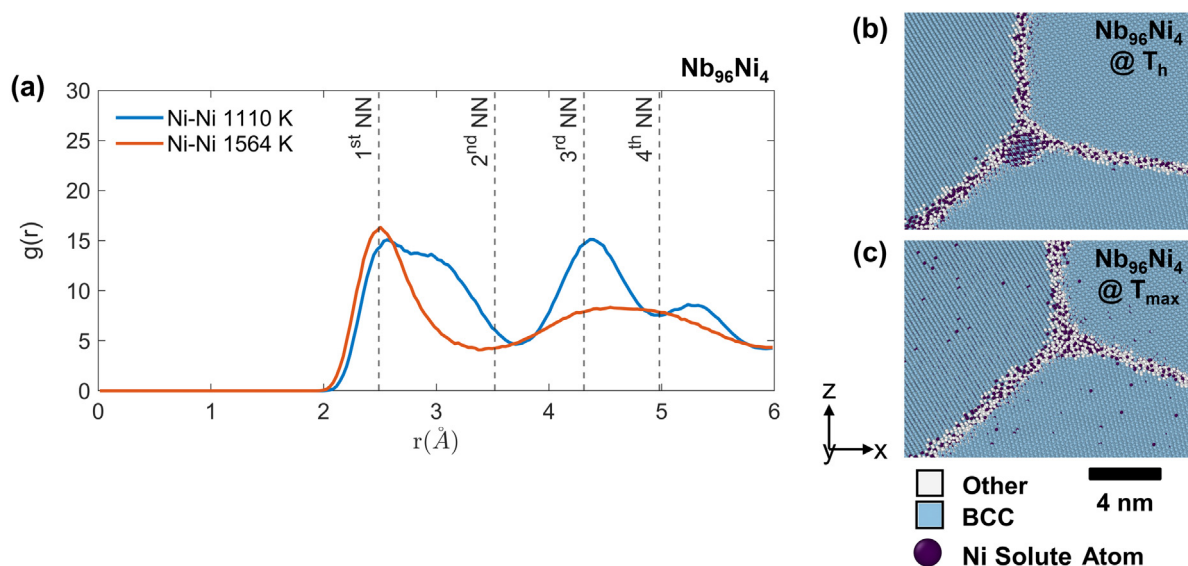 (a)
Nb₉₆Ni₄
Ni-Ni 1110 K
Ni-Ni 1564 K
1ˢᵗ NN
2ⁿᵈ NN
3ʳᵈ NN
4ᵗʰ NN
30
25
20
15
10
5
0
g(r)
0 1 2 3 4 5 6
r(Å)
(b)
Nb₉₆Ni₄
@ Tₕ
(c)
Nb₉₆Ni₄
@ Tₘₐₓ
z
y
x
Other
BCC
Ni Solute Atom
4 nm